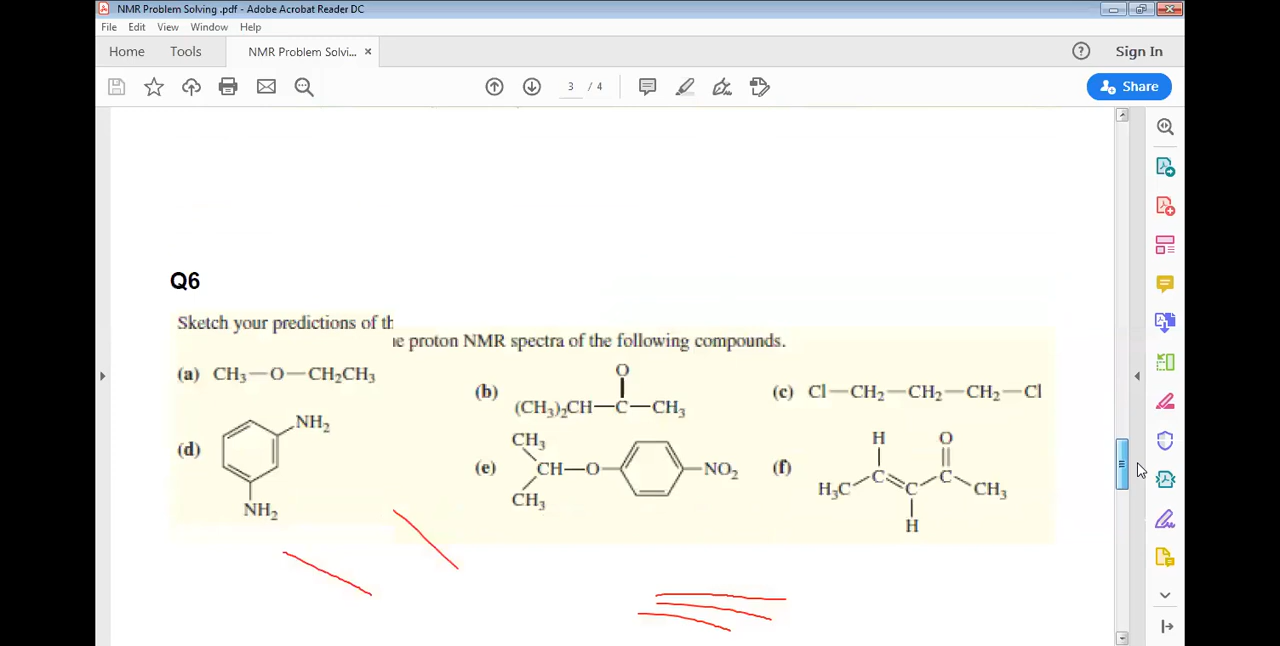 NMR Problem Solving .pdf - Adobe Acrobat Reader DC
File Edit View Window Help
Home Tools NMR Problem Solvi... × ? Sign In
3 / 4 Share
Q6
Sketch your predictions of th
ie proton NMR spectra of the following compounds.
(a) CH₃—O—CH₂CH₃
(b) (CH₃)₂CH—C—CH₃
O
(c) Cl—CH₂—CH₂—CH₂—Cl
(d) NH₂
NH₂
(e) CH₃
CH—O NO₂
CH₃
(f) H O
H₃C C C C CH₃
H